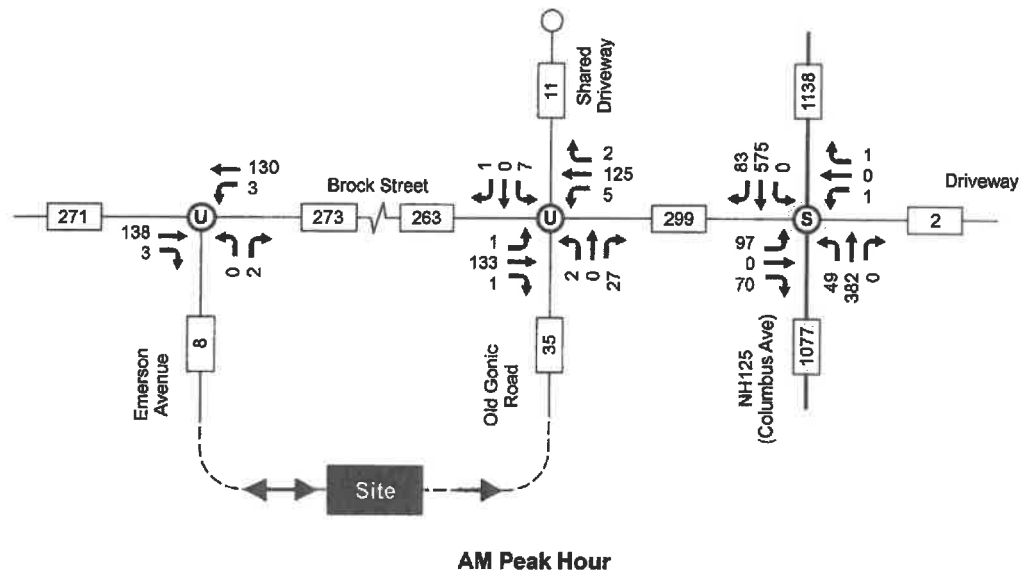 11
Shared
Driveway
1138
130
3
Brock Street
1
0
7
2
125
5
83
575
0
1
0
1
Driveway
271
U
273
263
U
299
S
2
138
3
0
2
1
133
1
2
0
27
97
0
70
49
382
0
Emerson
Avenue
8
Old Gonic
Road
35
NH125
(Columbus Ave)
1077
Site
AM Peak Hour